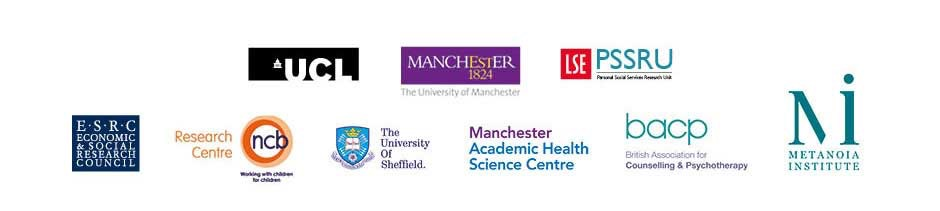 UCL
MANCHESTER
1824
The University of Manchester
LSE
PSSRU
Personal Social Services Research Unit
E·S·R·C
ECONOMIC
& SOCIAL
RESEARCH
COUNCIL
Research
Centre
ncb
Working with children
for children
The
University
Of
Sheffield.
Manchester
Academic Health
Science Centre
bacp
British Association for
Counselling & Psychotherapy
Mi
METANOIA
INSTITUTE